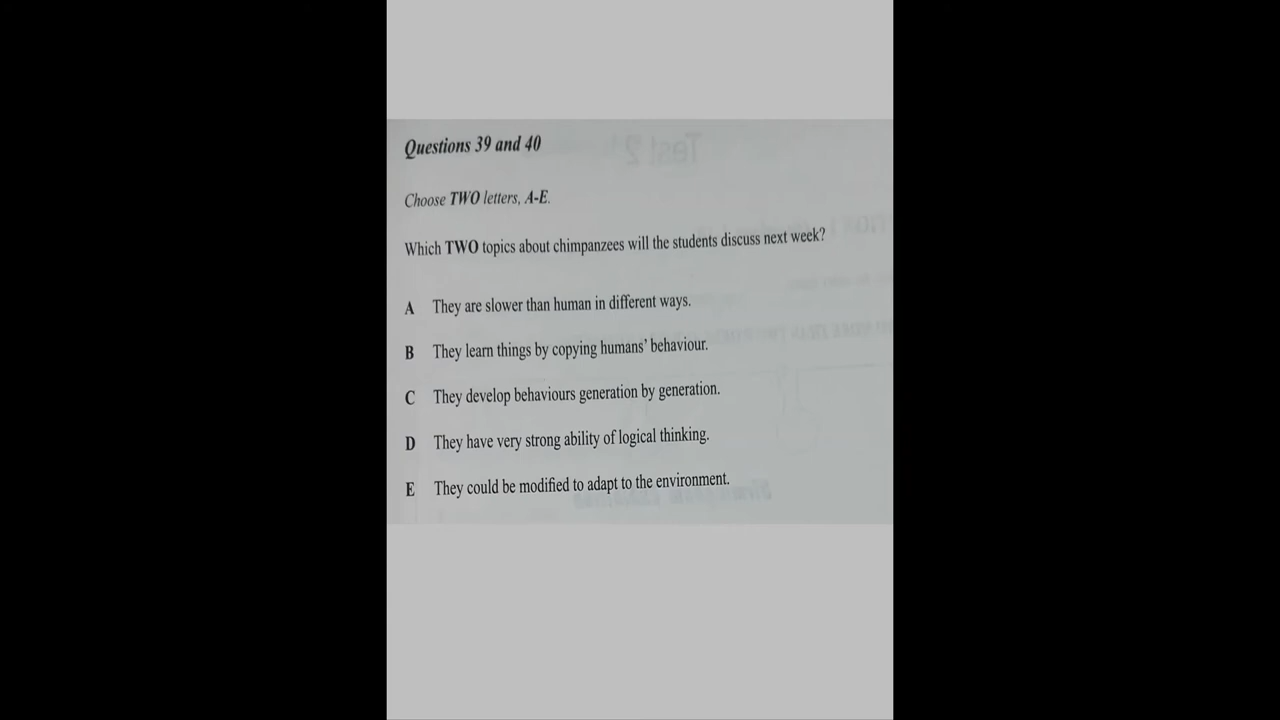 Questions 39 and 40
Choose TWO letters, A-E.
Which TWO topics about chimpanzees will the students discuss next week?
A They are slower than human in different ways.
B They learn things by copying humans' behaviour.
C They develop behaviours generation by generation.
D They have very strong ability of logical thinking.
E They could be modified to adapt to the environment.